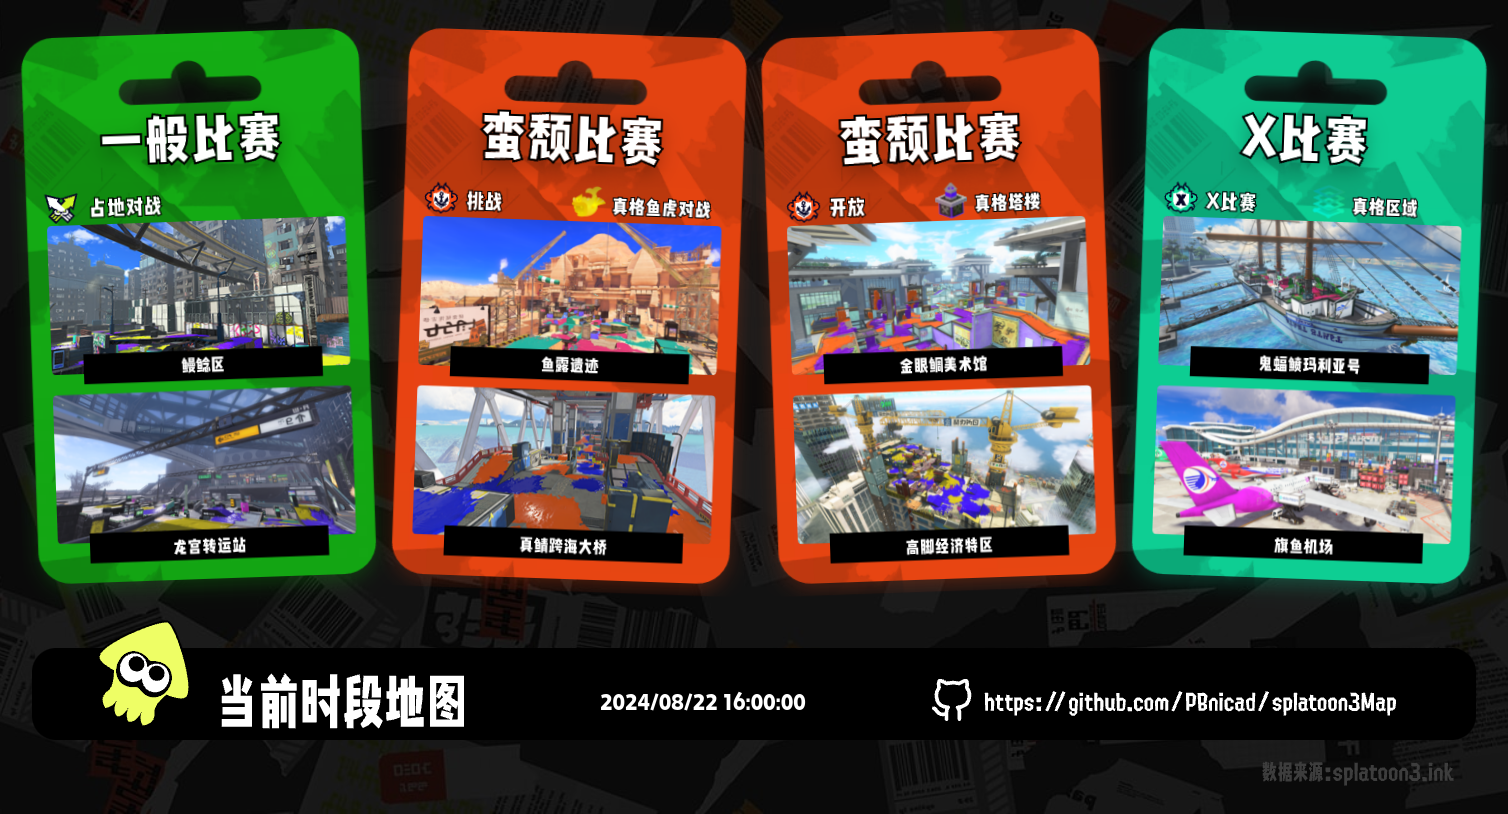 一般比赛
占地对战
鳗鲶区
龙宫转运站
蛮颓比赛
挑战
真格鱼虎对战
鱼露遗迹
真鲭跨海大桥
蛮颓比赛
开放
真格塔楼
金眼鲷美术馆
高脚经济特区
X比赛
X比赛
真格区域
鬼蝠鲼玛利亚号
旗鱼机场
当前时段地图
2024/08/22 16:00:00
https://github.com/PBnicad/splatoon3Map
数据来源:splatoon3.ink